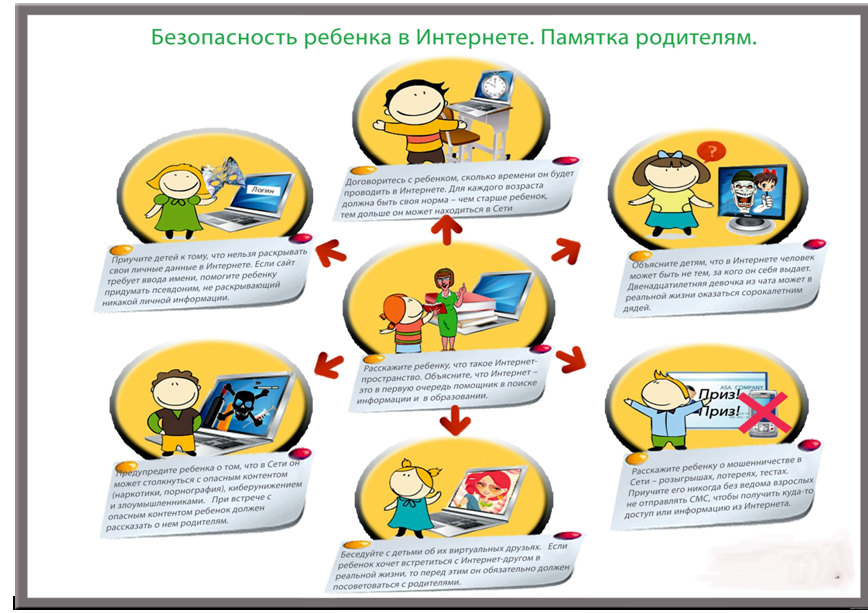 Безопасность ребенка в Интернете. Памятка родителям.
Договоритесь с ребенком, сколько времени он будет
проводить в Интернете. Для каждого возраста
должна быть своя норма – чем старше ребенок,
тем дольше он может находиться в Сети
Логин
Приучите детей к тому, что нельзя раскрывать
свои личные данные в Интернете. Если сайт
требует ввода имени, помогите ребенку
придумать псевдоним, не раскрывающий
никакой личной информации.
?
Объясните детям, что в Интернете человек
может быть не тем, за кого он себя выдает.
Двенадцатилетняя девочка из чата может в
реальной жизни оказаться сорокалетним
дядей.
Расскажите ребенку, что такое Интернет-
пространство. Объясните, что Интернет –
это в первую очередь помощник в поиске
информации и в образовании.
Предупредите ребенка о том, что в Сети он
может столкнуться с опасным контентом
(наркотики, порнография), киберунижением
и злоумышленниками. При встрече с
опасным контентом ребенок должен
рассказать о нем родителям.
ASA COMPANY
Приз!
Приз!
Расскажите ребенку о мошенничестве в
Сети – розыгрышах, лотереях, тестах.
Приучите его никогда без ведома взрослых
не отправлять СМС, чтобы получить куда-то
доступ или информацию из Интернета.
Беседуйте с детьми об их виртуальных друзьях. Если
ребенок хочет встретиться с Интернет-другом в
реальной жизни, то перед этим он обязательно должен
посоветоваться с родителями.